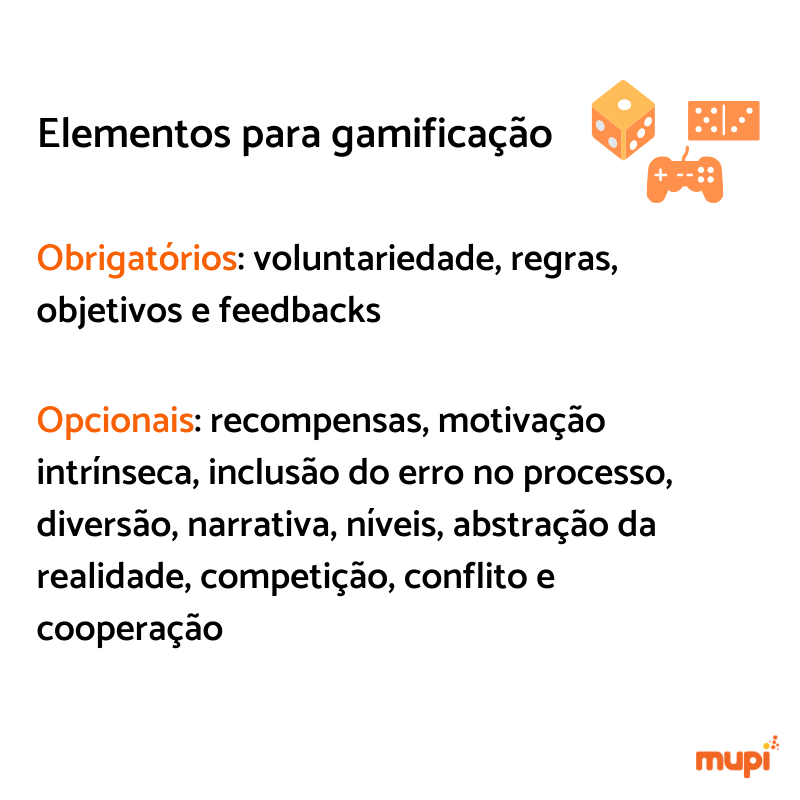 Elementos para gamificação
Obrigatórios: voluntariedade, regras,
objetivos e feedbacks
Opcionais: recompensas, motivação
intrínseca, inclusão do erro no processo,
diversão, narrativa, níveis, abstração da
realidade, competição, conflito e
cooperação
mupi